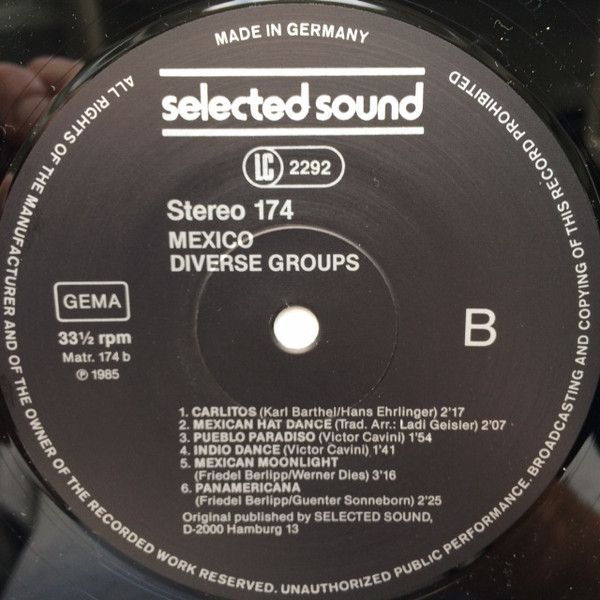 MADE IN GERMANY
selected sound
LC 2292
Stereo 174
MEXICO
DIVERSE GROUPS
GEMA
33⅓ rpm
Matr. 174 b
℗ 1985
B
1. CARLITOS (Karl Barthel/Hans Ehrlinger) 2'17
2. MEXICAN HAT DANCE (Trad. Arr.: Ladi Geisler) 2'07
3. PUEBLO PARADISO (Victor Cavini) 1'54
4. INDIO DANCE (Victor Cavini) 1'41
5. MEXICAN MOONLIGHT
(Friedel Berlipp/Werner Dies) 3'16
6. PANAMERICANA
(Friedel Berlipp/Guenter Sonneborn) 2'25
Original published by SELECTED SOUND,
D-2000 Hamburg 13
ALL RIGHTS OF THE MANUFACTURER AND OF THE OWNER OF THE RECORDED WORK RESERVED. UNAUTHORIZED PUBLIC PERFORMANCE. BROADCASTING AND COPYING OF THIS RECORD PROHIBITED